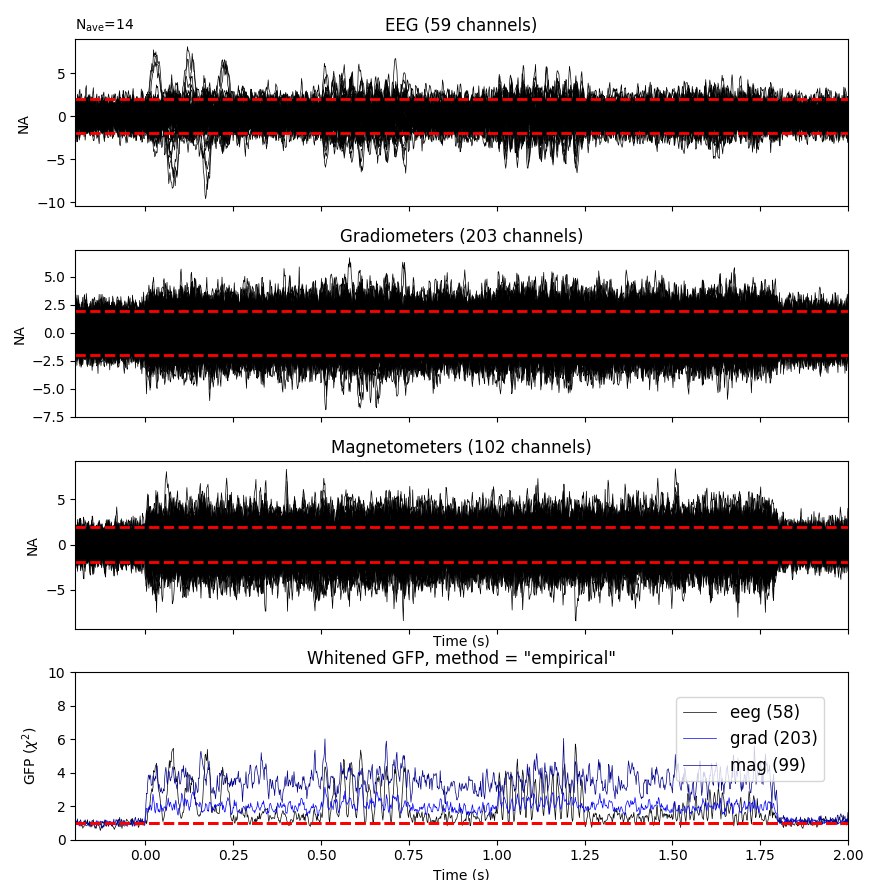 N_ave=14
EEG (59 channels)
NA
5
0
−5
−10
Gradiometers (203 channels)
NA
5.0
2.5
0.0
−2.5
−5.0
−7.5
Magnetometers (102 channels)
NA
5
0
−5
Time (s)
Whitened GFP, method = "empirical"
GFP (χ²)
10
8
6
4
2
0
eeg (58)
grad (203)
mag (99)
0.00 0.25 0.50 0.75 1.00 1.25 1.50 1.75 2.00
Time (s)